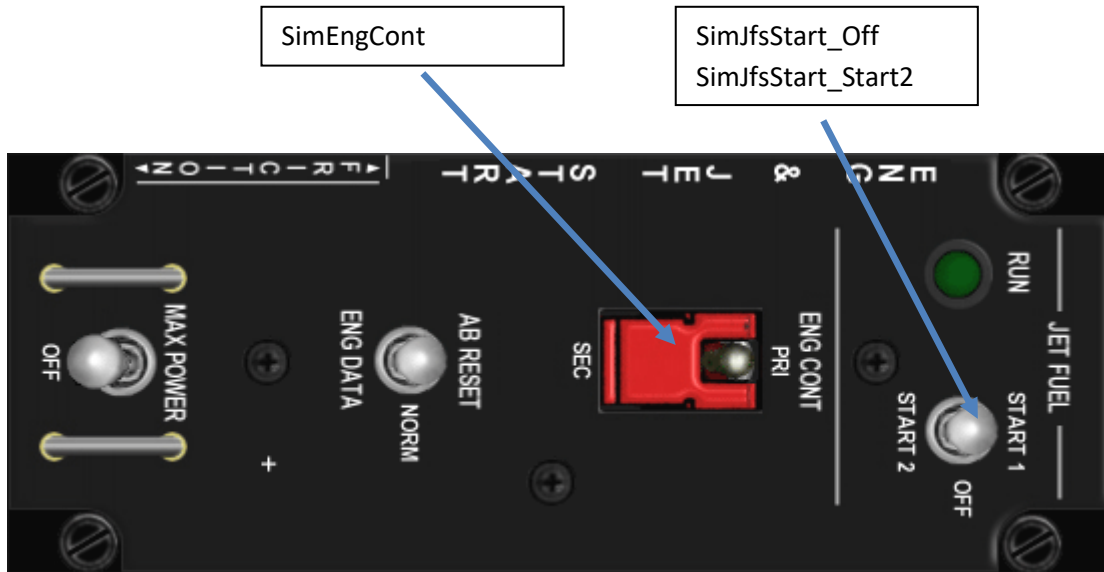 SimEngCont
SimJfsStart_Off
SimJfsStart_Start2
◄FRICTION►
ENG & JET START
RUN
JET FUEL
START 1
START 2
OFF
ENG CONT
PRI
SEC
AB RESET
ENG DATA
NORM
MAX POWER
OFF
+